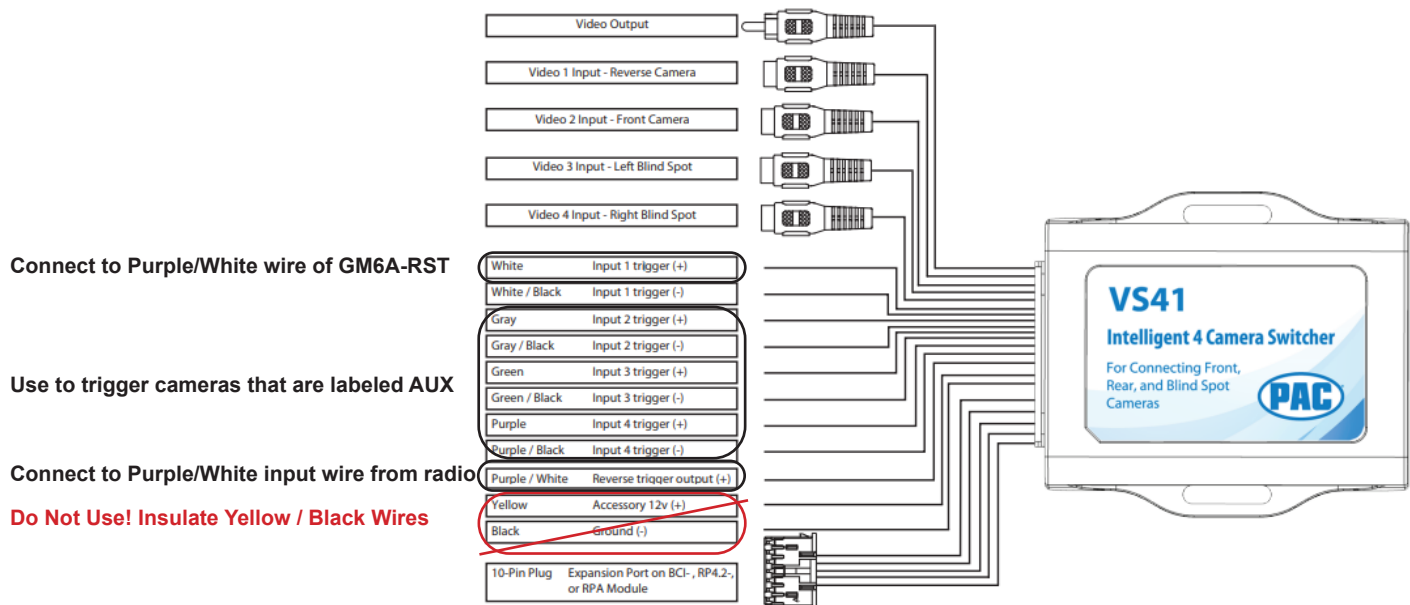 Video Output
Video 1 Input - Reverse Camera
Video 2 Input - Front Camera
Video 3 Input - Left Blind Spot
Video 4 Input - Right Blind Spot
Connect to Purple/White wire of GM6A-RST
White Input 1 trigger (+)
White / Black Input 1 trigger (-)
Gray Input 2 trigger (+)
Gray / Black Input 2 trigger (-)
Green Input 3 trigger (+)
Use to trigger cameras that are labeled AUX
Green / Black Input 3 trigger (-)
Purple Input 4 trigger (+)
Purple / Black Input 4 trigger (-)
Connect to Purple/White input wire from radio
Purple / White Reverse trigger output (+)
Yellow Accessory 12v (+)
Do Not Use! Insulate Yellow / Black Wires
Black Ground (-)
10-Pin Plug Expansion Port on BCI- , RP4.2-,
or RPA Module
VS41
Intelligent 4 Camera Switcher
For Connecting Front,
Rear, and Blind Spot
Cameras
PAC